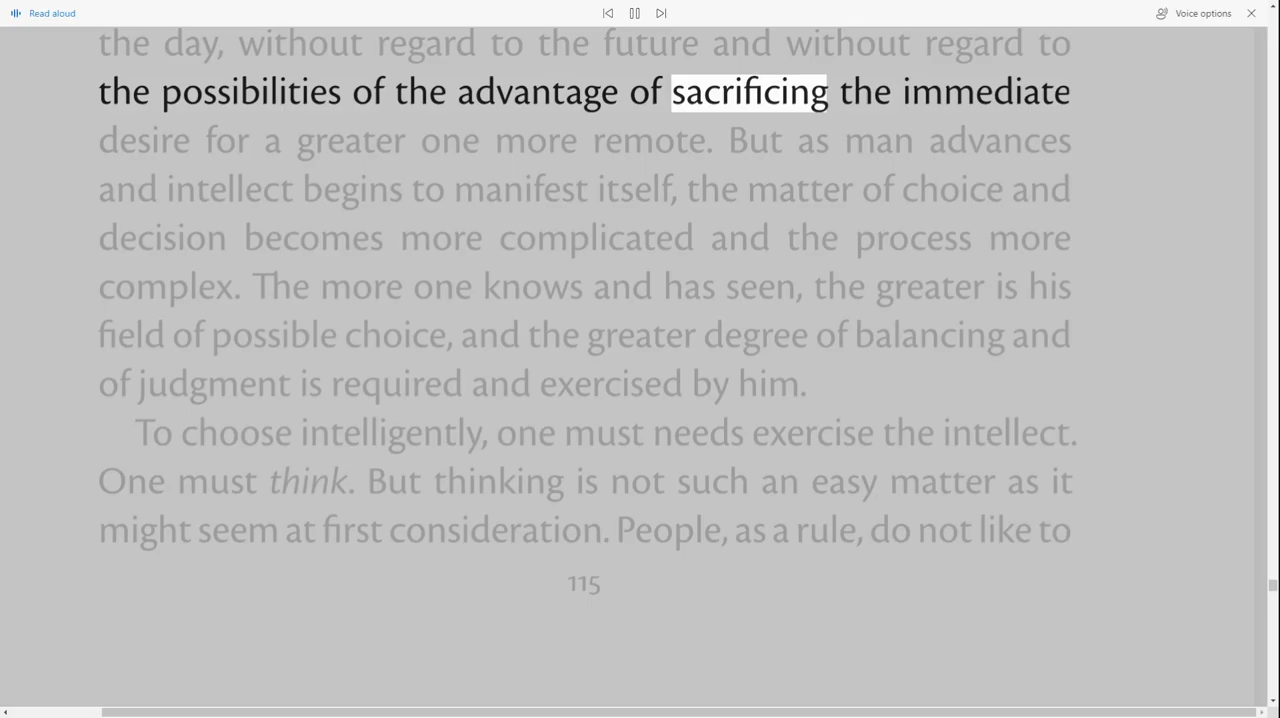 Read aloud
Voice options
the day, without regard to the future and without regard to
the possibilities of the advantage of sacrificing the immediate
desire for a greater one more remote. But as man advances
and intellect begins to manifest itself, the matter of choice and
decision becomes more complicated and the process more
complex. The more one knows and has seen, the greater is his
field of possible choice, and the greater degree of balancing and
of judgment is required and exercised by him.
To choose intelligently, one must needs exercise the intellect.
One must think. But thinking is not such an easy matter as it
might seem at first consideration. People, as a rule, do not like to
115